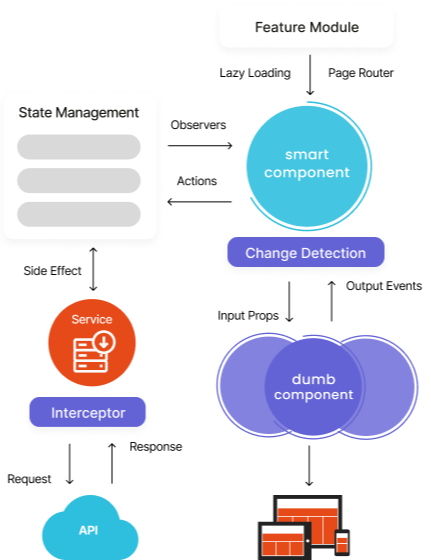 Feature Module
Lazy Loading
Page Router
State Management
Observers
smart
component
Actions
Change Detection
Side Effect
Output Events
Input Props
Service
dumb
component
Interceptor
Response
Request
API